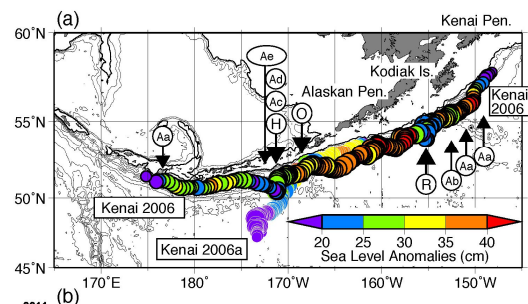 (a)
Kenai Pen.
60°N
Kodiak Is.
Ae
Alaskan Pen.
Kenai
2006
Ad
Ac
O
55°N
Aa
H
R
Ab
Aa
Aa
50°N
Kenai 2006
Kenai 2006a
20 25 30 35 40
Sea Level Anomalies (cm)
45°N
170°E 180° 170°W 160°W 150°W
(b)